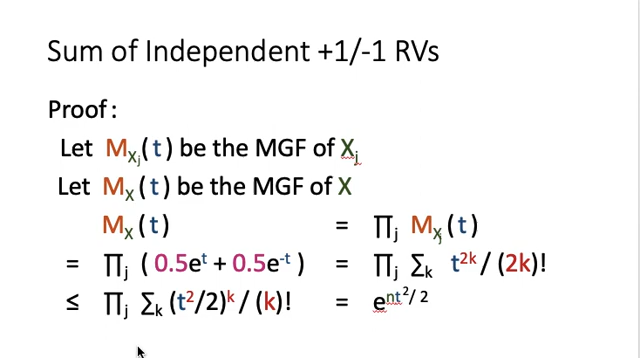 Sum of Independent +1/-1 RVs
Proof:
Let M_{X_j}(t) be the MGF of X_j
Let M_X(t) be the MGF of X
M_X(t) = ∏_j M_{X_j}(t)
= ∏_j ( 0.5e^t + 0.5e^{-t} ) = ∏_j Σ_k t^{2k} / (2k)!
≤ ∏_j Σ_k (t^2/2)^k / (k)! = e^{nt^2/2}